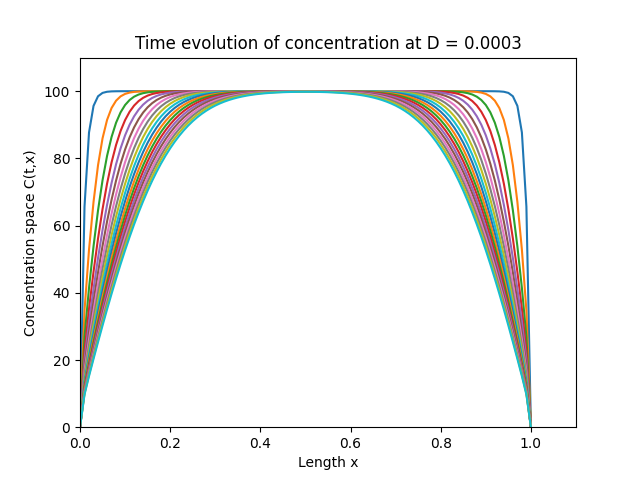 Time evolution of concentration at D = 0.0003
Concentration space C(t,x)
100
80
60
40
20
0
0.0 0.2 0.4 0.6 0.8 1.0
Length x